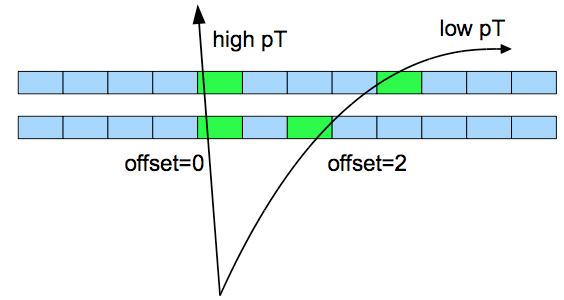 low pT
high pT
offset=0
offset=2